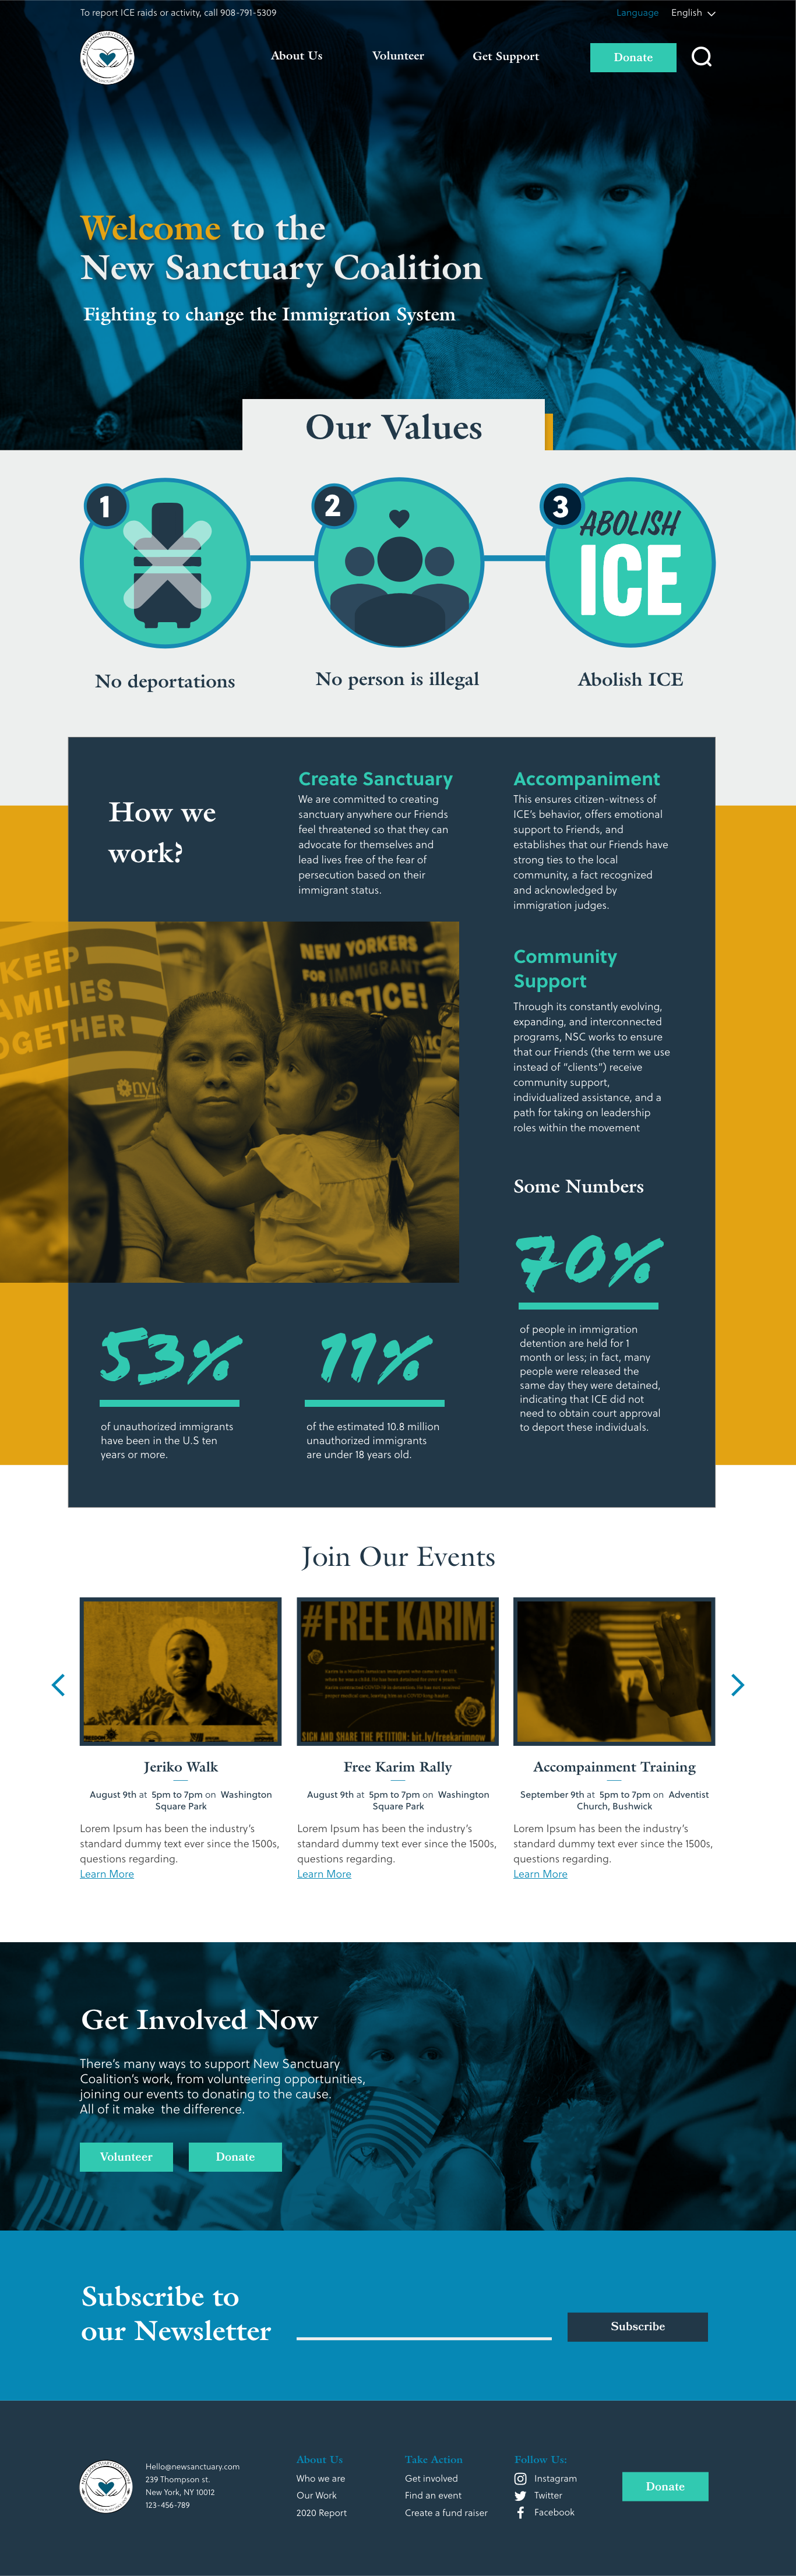 To report ICE raids or activity, call 908-791-5309
Language English
About Us
Volunteer
Get Support
Donate
Welcome to the
New Sanctuary Coalition
Fighting to change the Immigration System
Our Values
1
2
3
ABOLISH
ICE
No deportations
No person is illegal
Abolish ICE
How we
work?
Create Sanctuary
We are committed to creating
sanctuary anywhere our Friends
feel threatened so that they can
advocate for themselves and
lead lives free of the fear of
persecution based on their
immigrant status.
Accompaniment
This ensures citizen-witness of
ICE's behavior, offers emotional
support to Friends, and
establishes that our Friends have
strong ties to the local
community, a fact recognized
and acknowledged by
immigration judges.
KEEP
AMILIES
OGETHER
nyic
NEW YORKERS
FOR IMMIGRANT
JUSTICE!
Community
Support
Through its constantly evolving,
expanding, and interconnected
programs, NSC works to ensure
that our Friends (the term we use
instead of "clients") receive
community support,
individualized assistance, and a
path for taking on leadership
roles within the movement
Some Numbers
70%
of people in immigration
detention are held for 1
month or less; in fact, many
people were released the
same day they were detained,
indicating that ICE did not
need to obtain court approval
to deport these individuals.
53%
of unauthorized immigrants
have been in the U.S ten
years or more.
11%
of the estimated 10.8 million
unauthorized immigrants
are under 18 years old.
Join Our Events
#FREE KARIM
SIGN AND SHARE THE PETITION: bit.ly/freekarimnow
Jeriko Walk
August 9th at 5pm to 7pm on Washington
Square Park
Lorem Ipsum has been the industry's
standard dummy text ever since the 1500s,
questions regarding.
Learn More
Free Karim Rally
August 9th at 5pm to 7pm on Washington
Square Park
Lorem Ipsum has been the industry's
standard dummy text ever since the 1500s,
questions regarding.
Learn More
Accompainment Training
September 9th at 5pm to 7pm on Adventist
Church, Bushwick
Lorem Ipsum has been the industry's
standard dummy text ever since the 1500s,
questions regarding.
Learn More
Get Involved Now
There's many ways to support New Sanctuary
Coalition's work, from volunteering opportunities,
joining our events to donating to the cause.
All of it make the difference.
Volunteer
Donate
Subscribe to
our Newsletter
Subscribe
Hello@newsanctuary.com
239 Thompson st.
New York, NY 10012
123-456-789
About Us
Who we are
Our Work
2020 Report
Take Action
Get involved
Find an event
Create a fund raiser
Follow Us:
Instagram
Twitter
Facebook
Donate